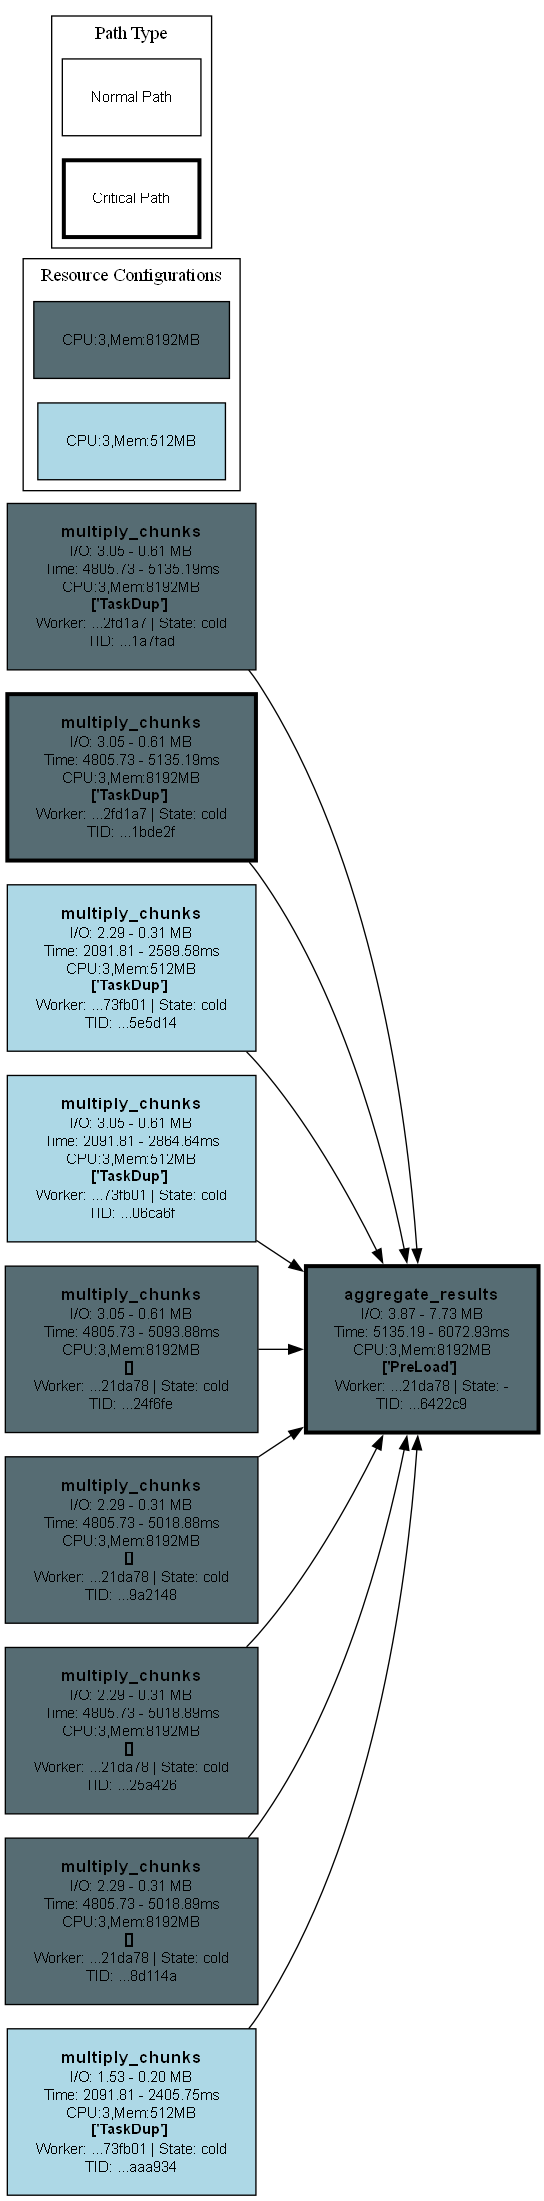 Path Type
Normal Path
Critical Path
Resource Configurations
CPU:3,Mem:8192MB
CPU:3,Mem:512MB
multiply_chunks
I/O: 3.05 - 0.61 MB
Time: 4805.73 - 5135.19ms
CPU:3,Mem:8192MB
['TaskDup']
Worker: ...2fd1a7 | State: cold
TID: ...1a7fad
multiply_chunks
I/O: 3.05 - 0.61 MB
Time: 4805.73 - 5135.19ms
CPU:3,Mem:8192MB
['TaskDup']
Worker: ...2fd1a7 | State: cold
TID: ...1bde2f
multiply_chunks
I/O: 2.29 - 0.31 MB
Time: 2091.81 - 2589.58ms
CPU:3,Mem:512MB
['TaskDup']
Worker: ...73fb01 | State: cold
TID: ...5e5d14
multiply_chunks
I/O: 3.05 - 0.61 MB
Time: 2091.81 - 2864.64ms
CPU:3,Mem:512MB
['TaskDup']
Worker: ...73fb01 | State: cold
TID: ...06ca6f
multiply_chunks
I/O: 3.05 - 0.61 MB
Time: 4805.73 - 5093.88ms
CPU:3,Mem:8192MB
[]
Worker: ...21da78 | State: cold
TID: ...24f6fe
aggregate_results
I/O: 3.87 - 7.73 MB
Time: 5135.19 - 6072.93ms
CPU:3,Mem:8192MB
['PreLoad']
Worker: ...21da78 | State: -
TID: ...6422c9
multiply_chunks
I/O: 2.29 - 0.31 MB
Time: 4805.73 - 5018.88ms
CPU:3,Mem:8192MB
[]
Worker: ...21da78 | State: cold
TID: ...9a2148
multiply_chunks
I/O: 2.29 - 0.31 MB
Time: 4805.73 - 5018.89ms
CPU:3,Mem:8192MB
[]
Worker: ...21da78 | State: cold
TID: ...25a426
multiply_chunks
I/O: 2.29 - 0.31 MB
Time: 4805.73 - 5018.89ms
CPU:3,Mem:8192MB
[]
Worker: ...21da78 | State: cold
TID: ...8d114a
multiply_chunks
I/O: 1.53 - 0.20 MB
Time: 2091.81 - 2405.75ms
CPU:3,Mem:512MB
['TaskDup']
Worker: ...73fb01 | State: cold
TID: ...aaa934